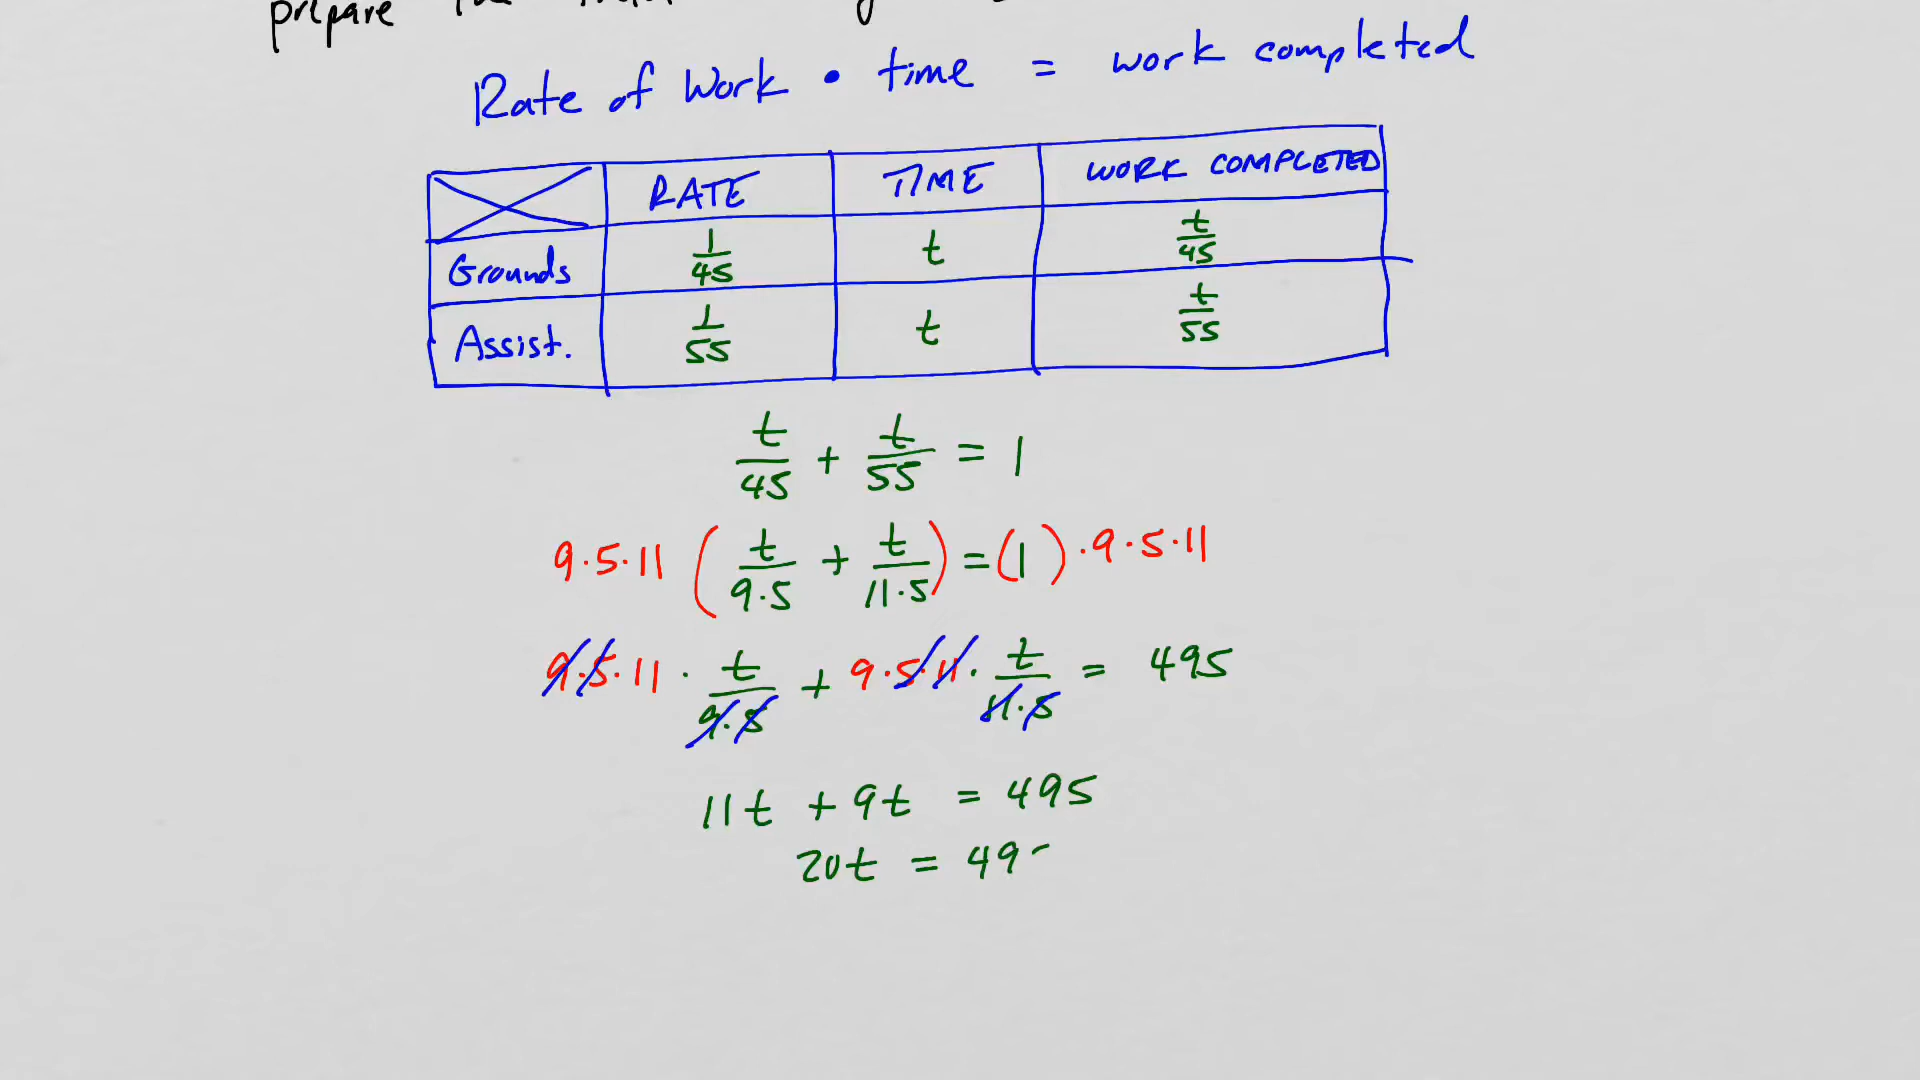 prepare the
Rate of Work • time = work completed
RATE TIME WORK COMPLETED
Grounds 1/45 t t/45
Assist. 1/55 t t/55
t/45 + t/55 = 1
9·5·11 ( t/9·5 + t/11·5 ) = (1)·9·5·11
9·5·11 · t/9·5 + 9·5·11 · t/11·5 = 495
11t + 9t = 495
20t = 49